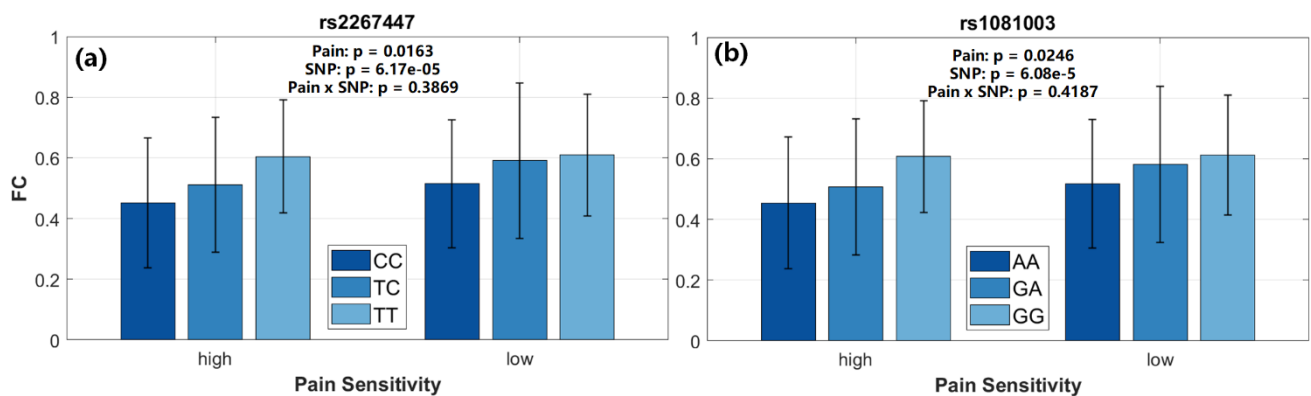 rs2267447
(a)
Pain: p = 0.0163
SNP: p = 6.17e-05
Pain x SNP: p = 0.3869
1
0.8
0.6
0.4
0.2
0
FC
CC
TC
TT
high
low
Pain Sensitivity
rs1081003
(b)
Pain: p = 0.0246
SNP: p = 6.08e-5
Pain x SNP: p = 0.4187
1
0.8
0.6
0.4
0.2
0
AA
GA
GG
high
low
Pain Sensitivity